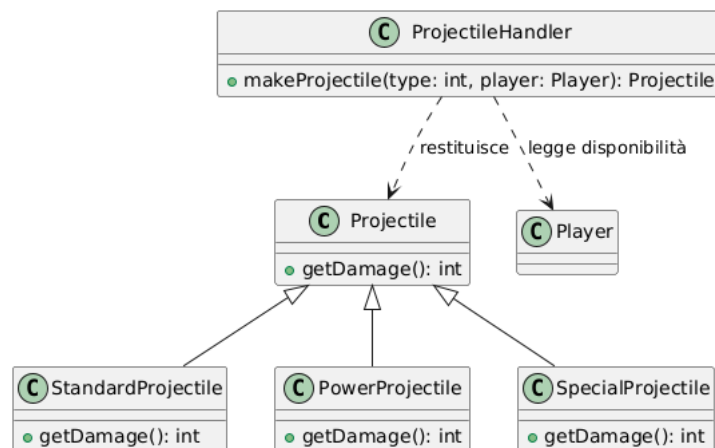 C ProjectileHandler
makeProjectile(type: int, player: Player): Projectile
restituisce
legge disponibilità
C Projectile
getDamage(): int
C Player
C StandardProjectile
getDamage(): int
C PowerProjectile
getDamage(): int
C SpecialProjectile
getDamage(): int